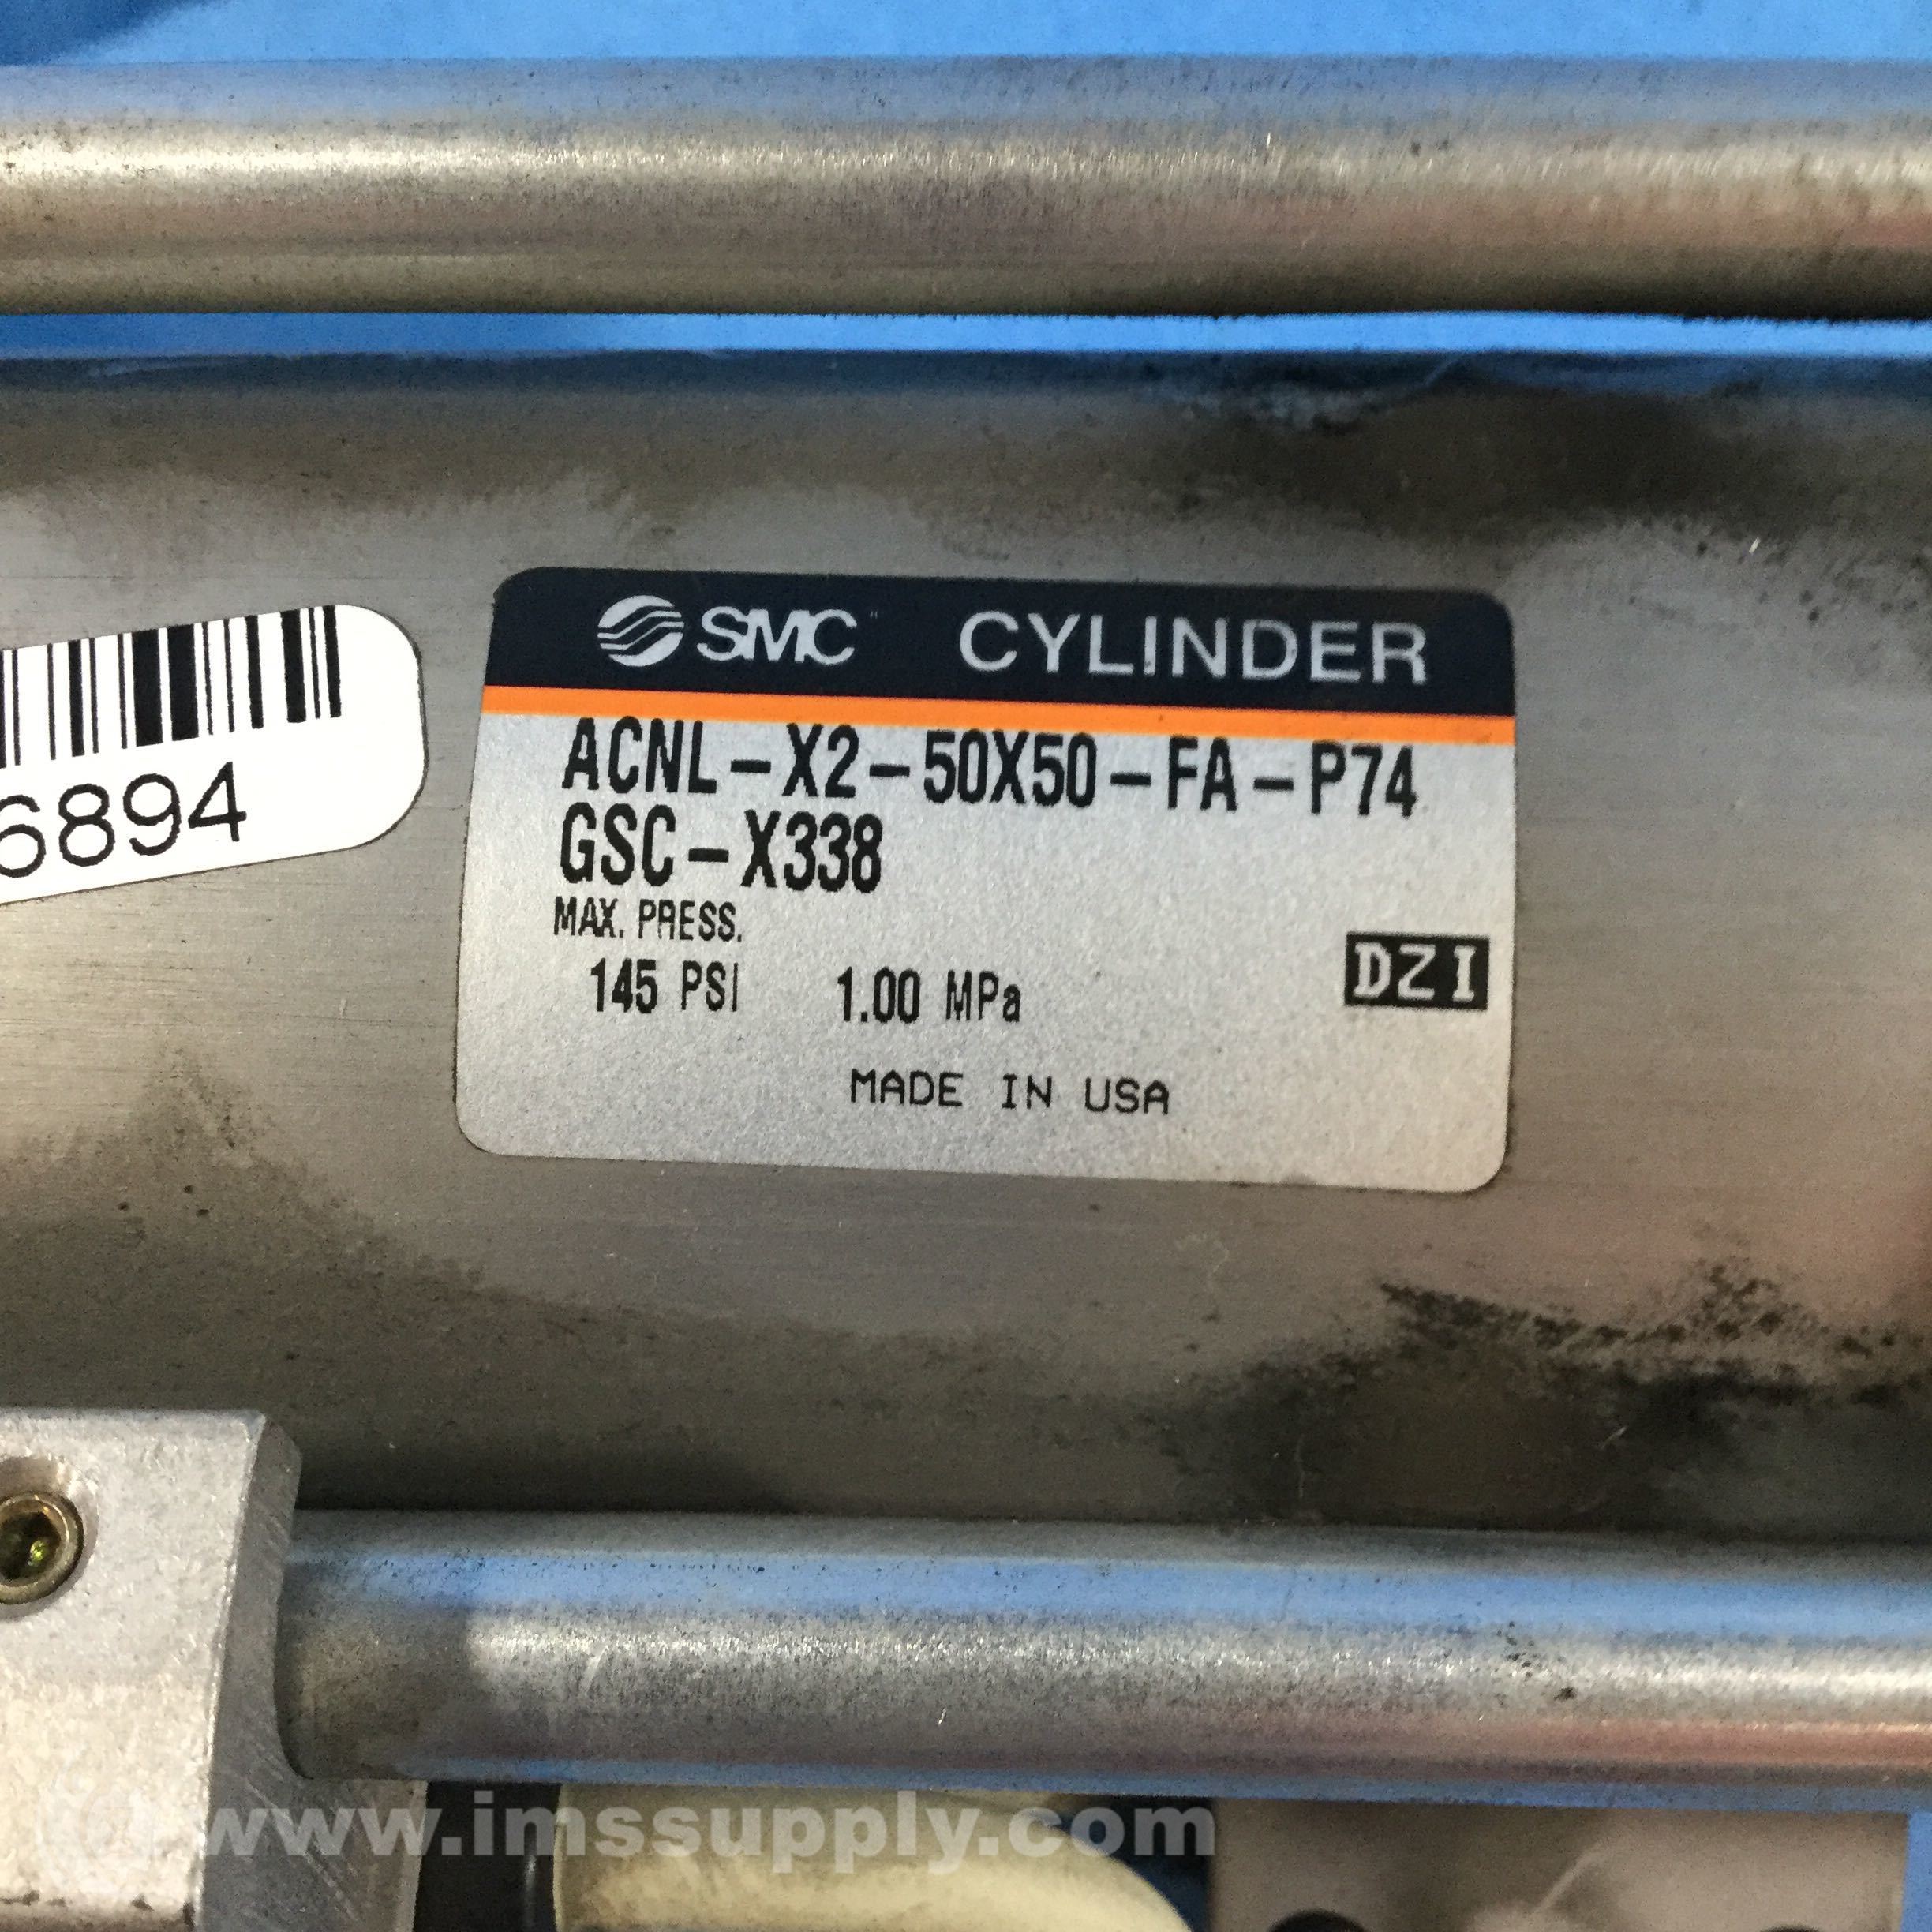 SMC CYLINDER
ACNL-X2-50X50-FA-P74
GSC-X338
MAX. PRESS.
145 PSI 1.00 MPa
DZI
MADE IN USA
6894
www.imssupply.com